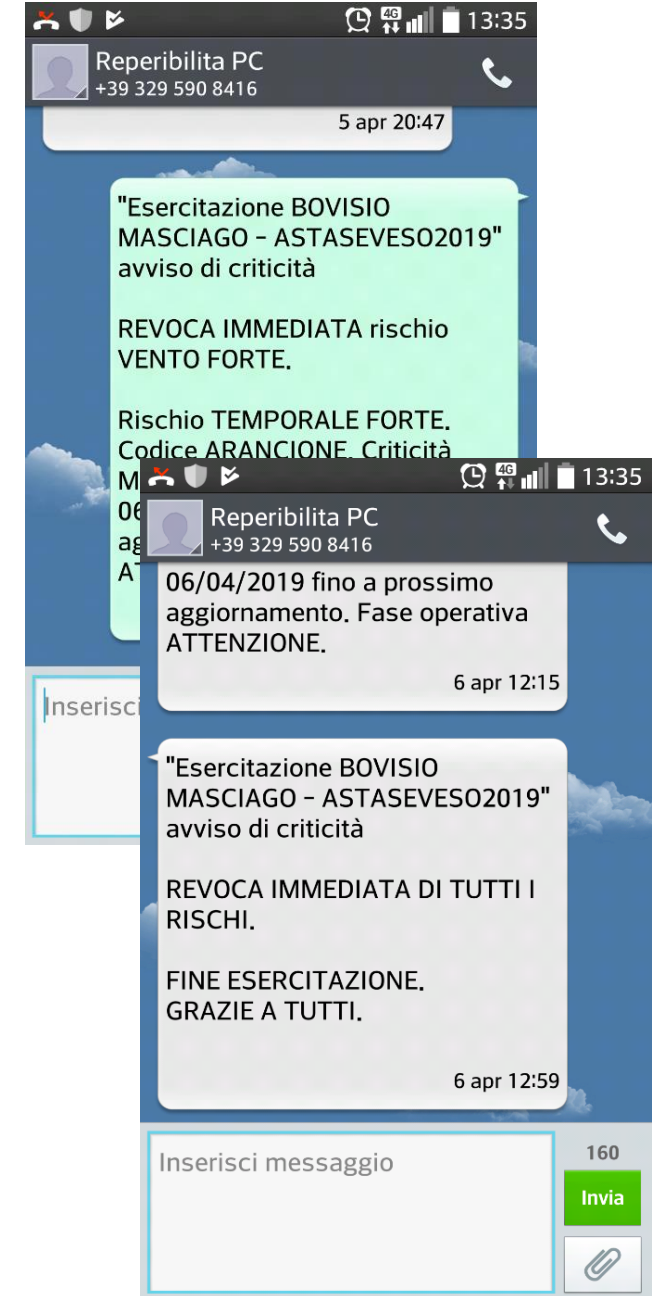 13:35
Reperibilita PC
+39 329 590 8416
5 apr 20:47
"Esercitazione BOVISIO
MASCIAGO - ASTASEVESO2019"
avviso di criticità
REVOCA IMMEDIATA rischio
VENTO FORTE.
Rischio TEMPORALE FORTE.
Codice ARANCIONE. Criticità
Inserisci
4G
4G
13:35
Reperibilita PC
+39 329 590 8416
06/04/2019 fino a prossimo
aggiornamento. Fase operativa
ATTENZIONE.
6 apr 12:15
"Esercitazione BOVISIO
MASCIAGO - ASTASEVESO2019"
avviso di criticità
REVOCA IMMEDIATA DI TUTTI I
RISCHI.
FINE ESERCITAZIONE.
GRAZIE A TUTTI.
6 apr 12:59
Inserisci messaggio
160
Invia